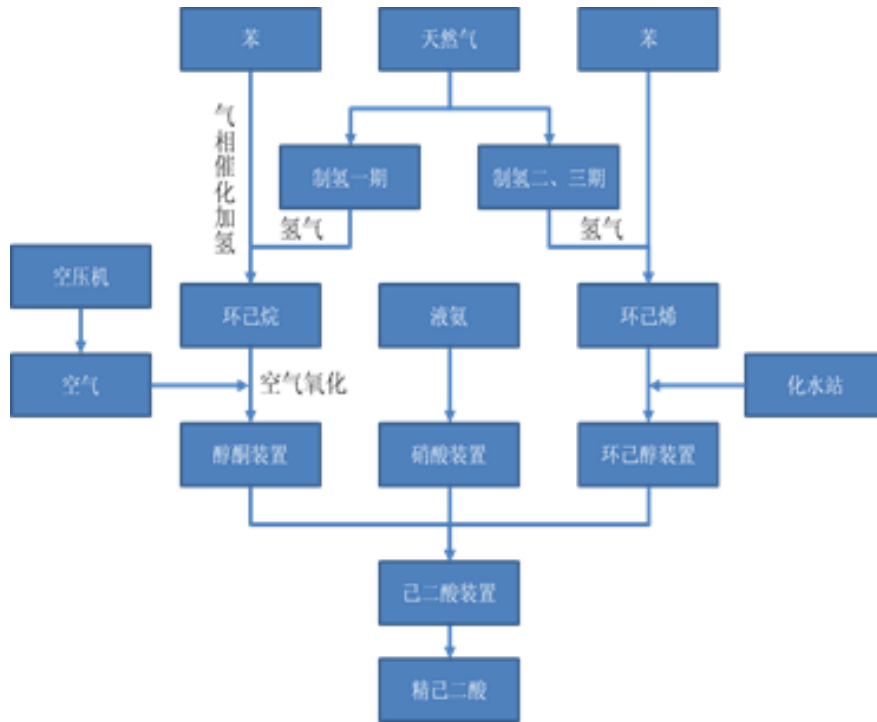 苯
天然气
苯
气相催化加氢
制氢一期
制氢二、三期
氢气
氢气
空压机
环己烷
液氨
环己烯
空气
空气氧化
化水站
醇酮装置
硝酸装置
环己醇装置
己二酸装置
精己二酸